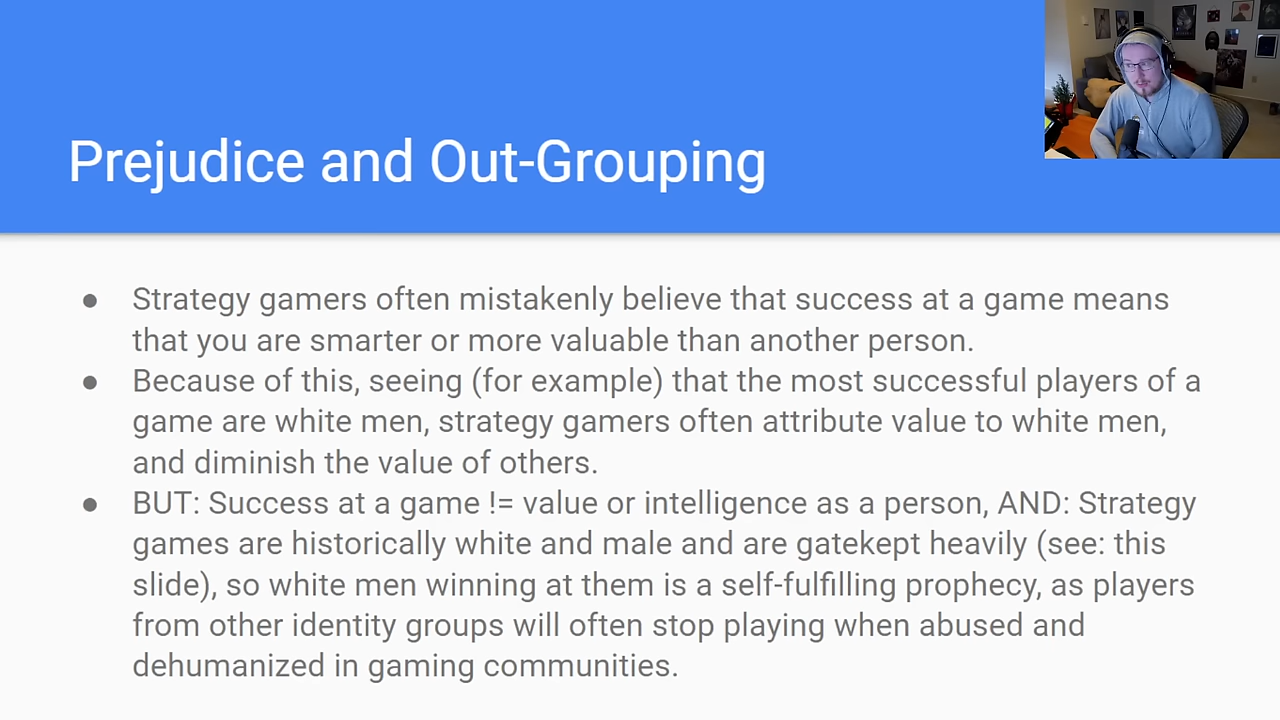 Prejudice and Out-Grouping
● Strategy gamers often mistakenly believe that success at a game means
that you are smarter or more valuable than another person.
● Because of this, seeing (for example) that the most successful players of a
game are white men, strategy gamers often attribute value to white men,
and diminish the value of others.
● BUT: Success at a game != value or intelligence as a person, AND: Strategy
games are historically white and male and are gatekept heavily (see: this
slide), so white men winning at them is a self-fulfilling prophecy, as players
from other identity groups will often stop playing when abused and
dehumanized in gaming communities.